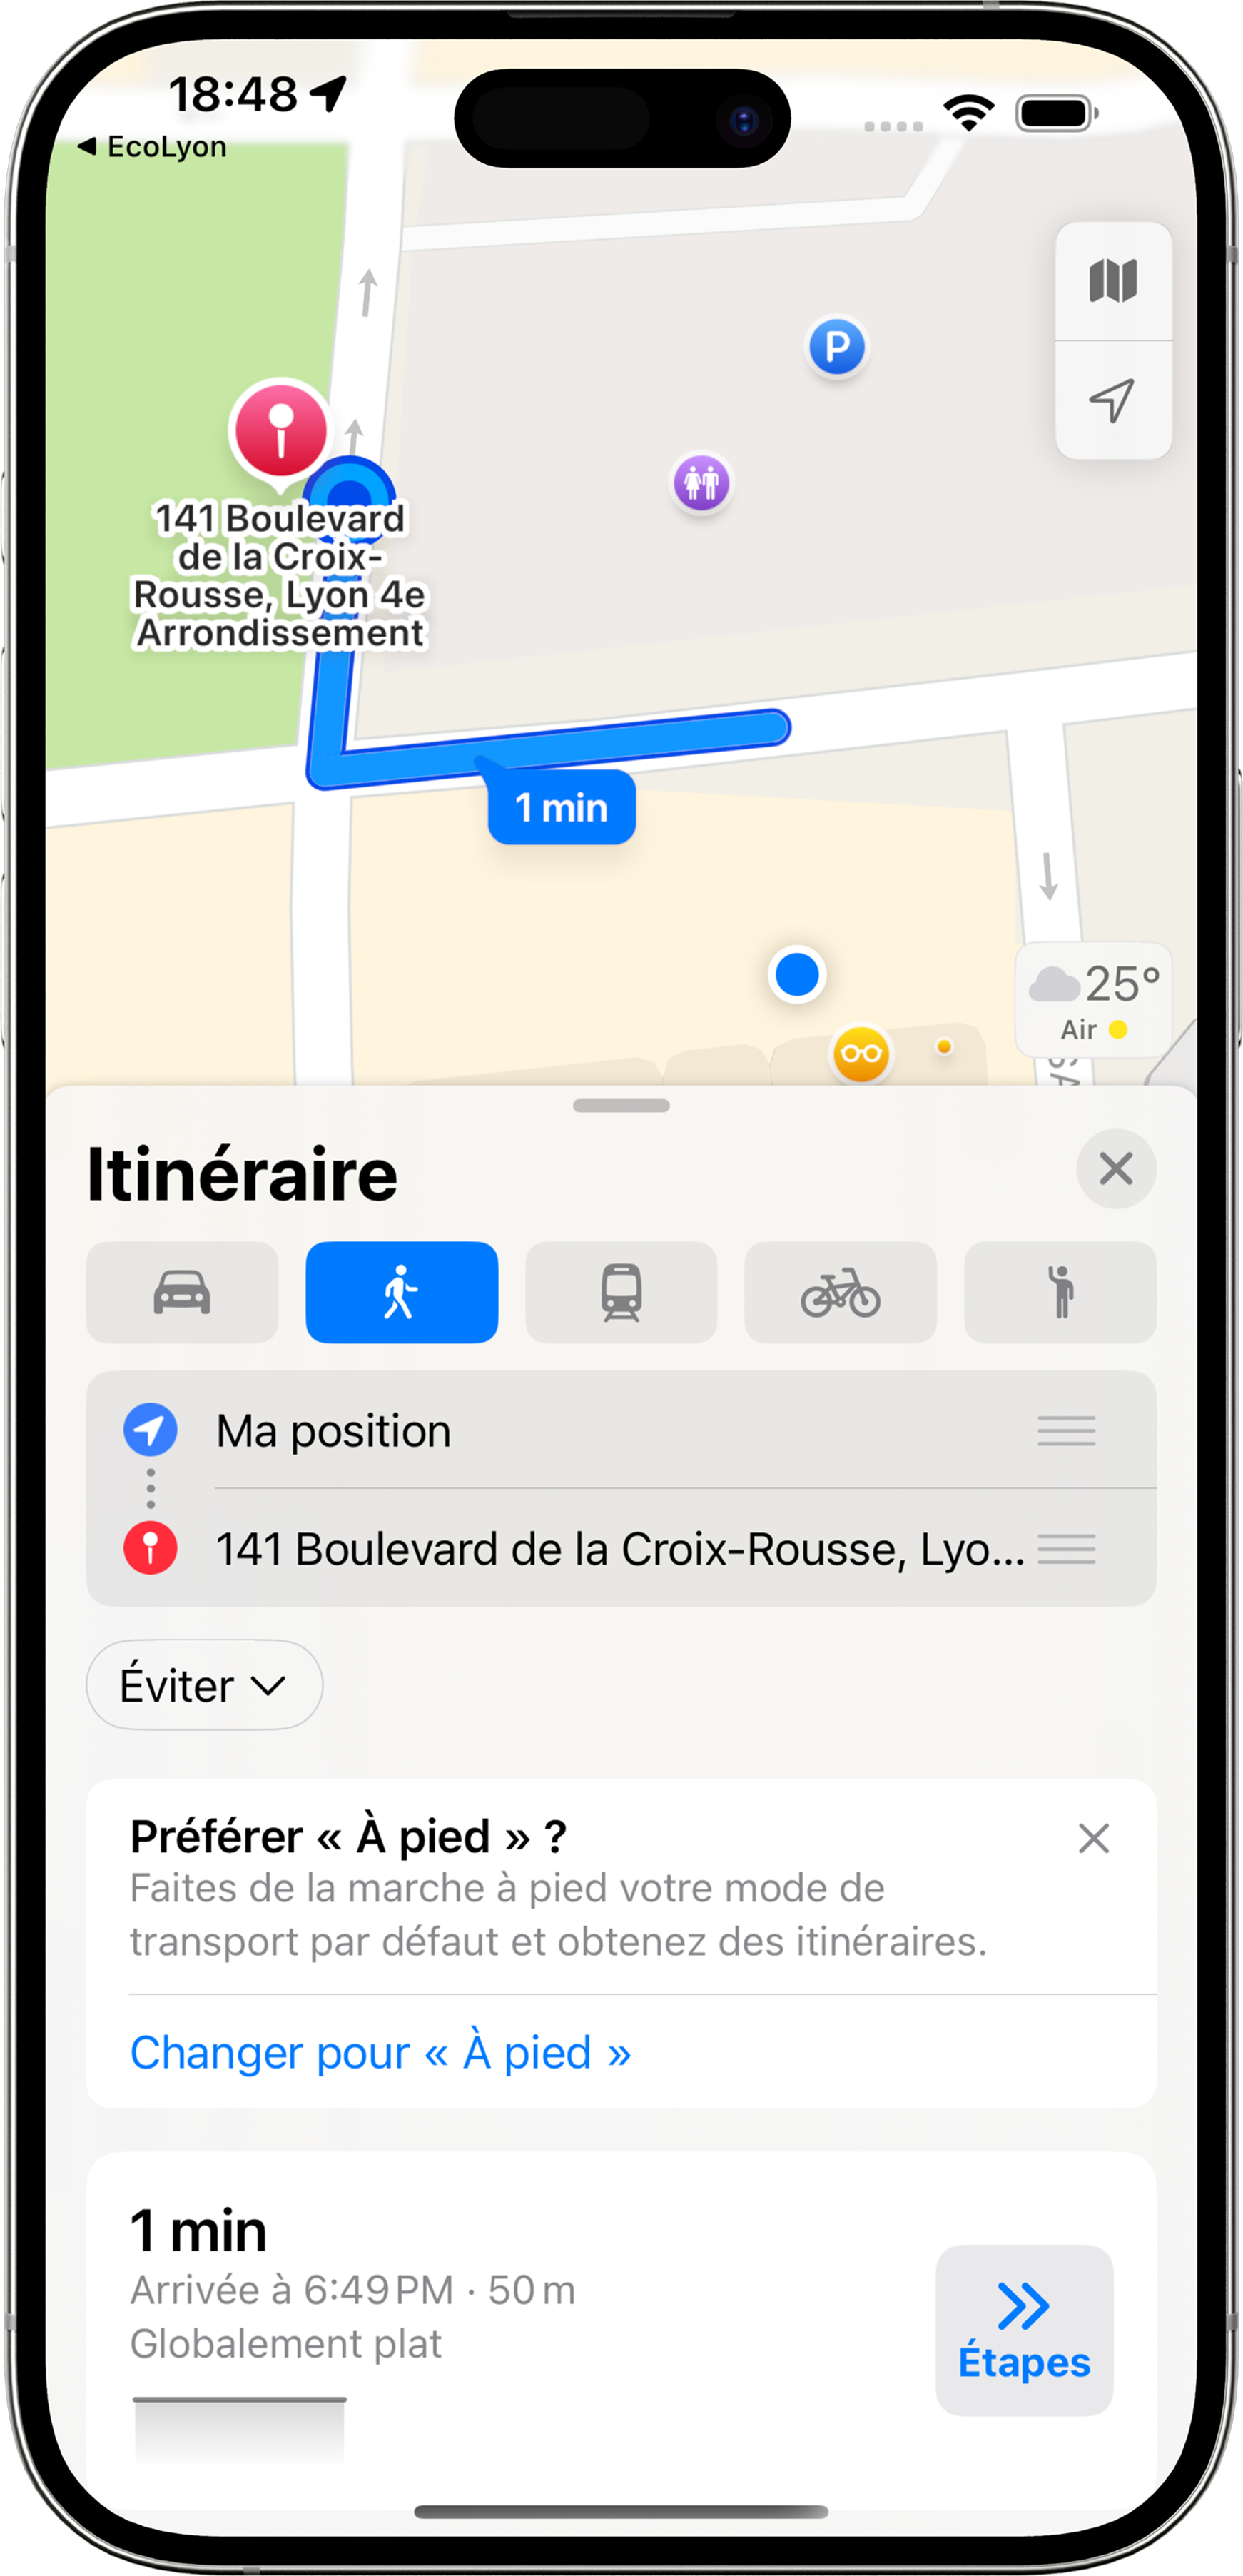 18:48
EcoLyon
P
141 Boulevard
de la Croix-
Rousse, Lyon 4e
Arrondissement
1 min
25°
Air
SA
Itinéraire
Ma position
141 Boulevard de la Croix-Rousse, Lyo...
Éviter
Préférer « À pied » ?
Faites de la marche à pied votre mode de
transport par défaut et obtenez des itinéraires.
Changer pour « À pied »
1 min
Arrivée à 6:49 PM · 50 m
Globalement plat
Étapes